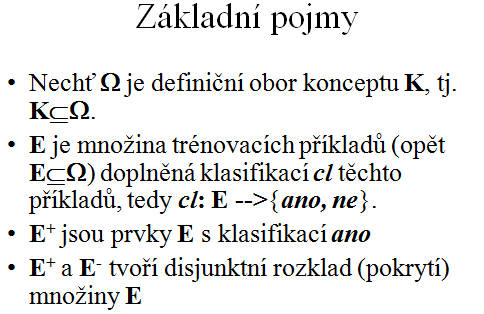 Základní pojmy
• Nechť Ω je definiční obor konceptu K, tj.
K⊆Ω.
• E je množina trénovacích příkladů (opět
E⊆Ω) doplněná klasifikací cl těchto
příkladů, tedy cl: E -->{ano, ne}.
• E⁺ jsou prvky E s klasifikací ano
• E⁺ a E⁻ tvoří disjunktní rozklad (pokrytí)
množiny E